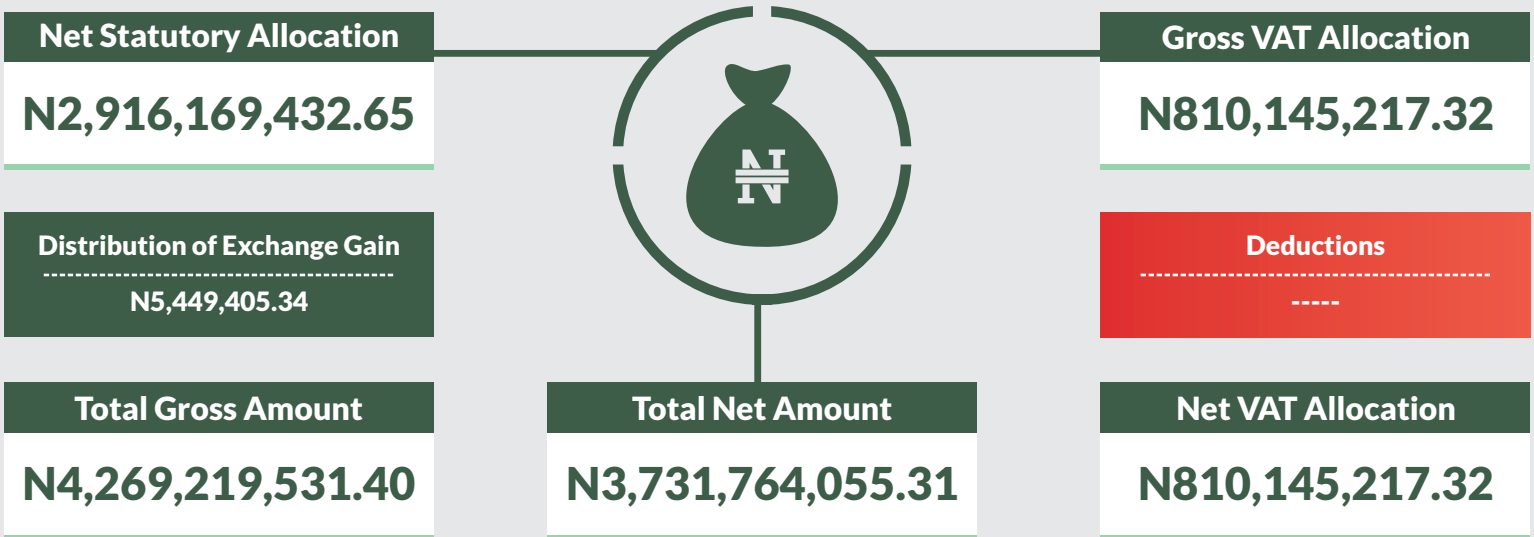 Net Statutory Allocation
N2,916,169,432.65
Gross VAT Allocation
N810,145,217.32
Distribution of Exchange Gain
N5,449,405.34
Deductions
-----
Total Gross Amount
N4,269,219,531.40
Total Net Amount
N3,731,764,055.31
Net VAT Allocation
N810,145,217.32